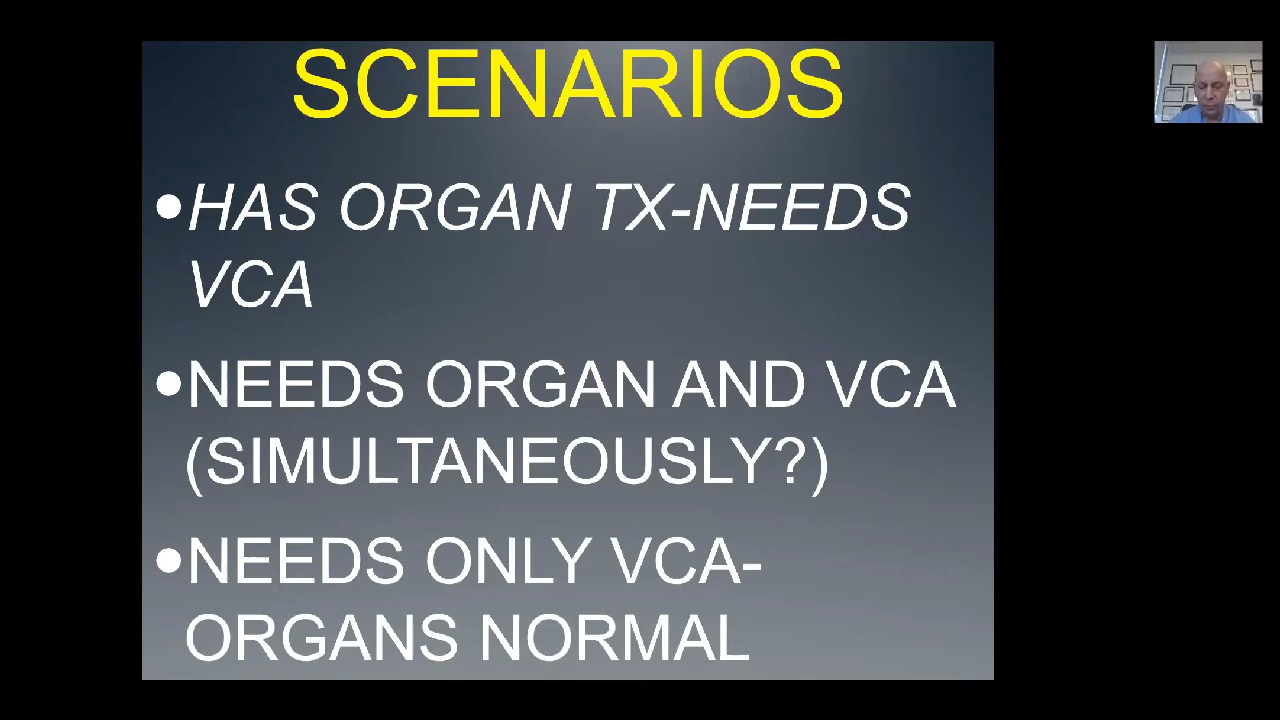 SCENARIOS
•HAS ORGAN TX-NEEDS
VCA
•NEEDS ORGAN AND VCA
(SIMULTANEOUSLY?)
•NEEDS ONLY VCA-
ORGANS NORMAL